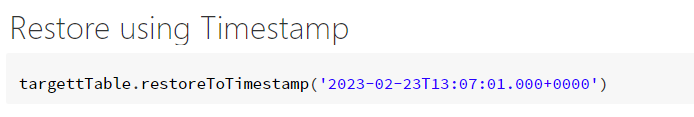 Restore using Timestamp
targettTable.restoreToTimestamp('2023-02-23T13:07:01.000+0000')